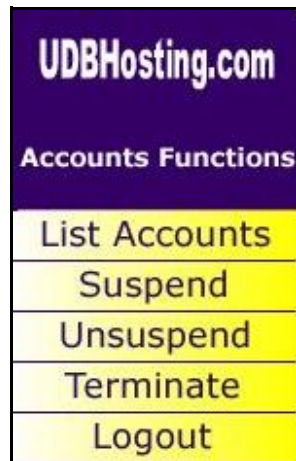 UDBHosting.com
Accounts Functions
List Accounts
Suspend
Unsuspend
Terminate
Logout